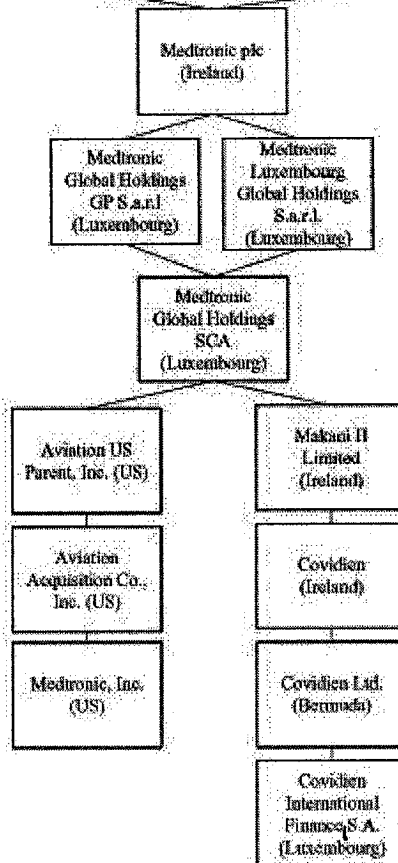 Medtronic plc
(Ireland)
Medtronic
Global Holdings
GP S.a.r.l
(Luxembourg)
Medtronic
Luxembourg
Global Holdings
S.a.r.l.
(Luxembourg)
Medtronic
Global Holdings
SCA
(Luxembourg)
Aviation US
Parent, Inc. (US)
Makani II
Limited
(Ireland)
Aviation
Acquisition Co.,
Inc. (US)
Covidien
(Ireland)
Medtronic, Inc.
(US)
Covidien Ltd.
(Bermuda)
Covidien
International
Finance S.A.
(Luxembourg)